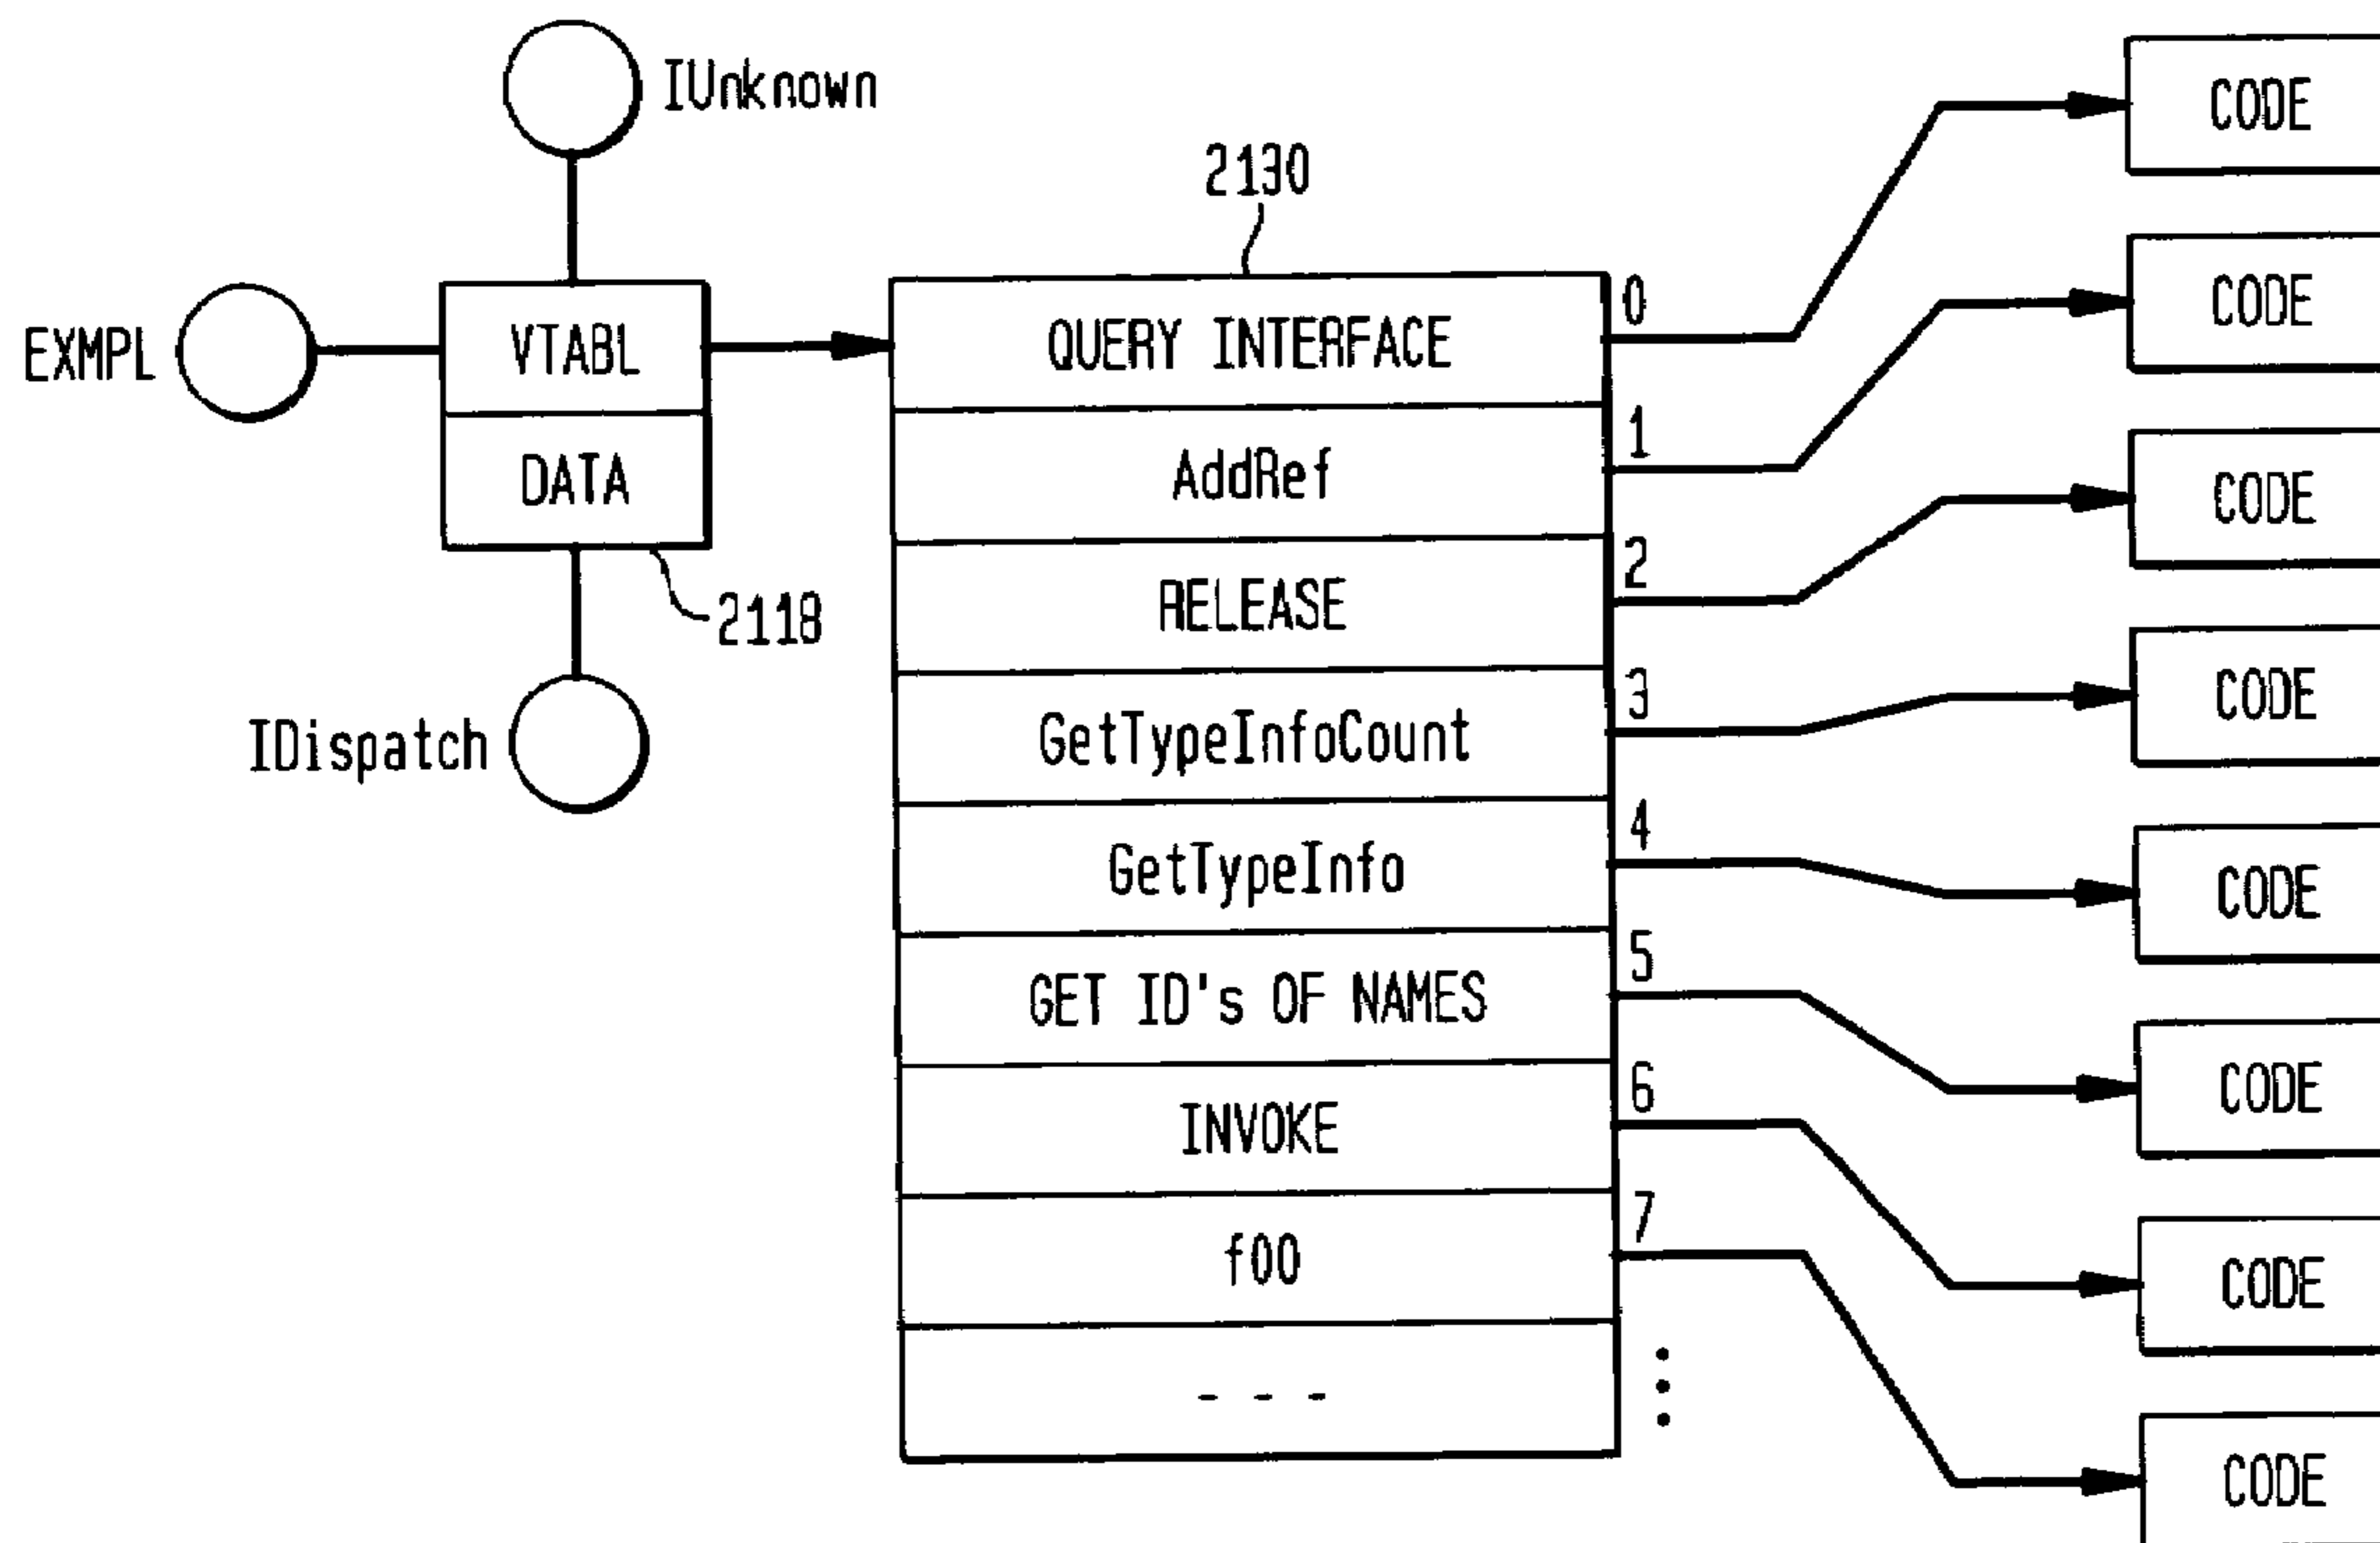 IUnknown
EXMPL
VTABL
DATA
2118
IDispatch
2130
QUERY INTERFACE
0
AddRef
1
RELEASE
2
GetTypeInfoCount
3
GetTypeInfo
4
GET ID's OF NAMES
5
INVOKE
6
f00
7
- - -
CODE
CODE
CODE
CODE
CODE
CODE
CODE
CODE